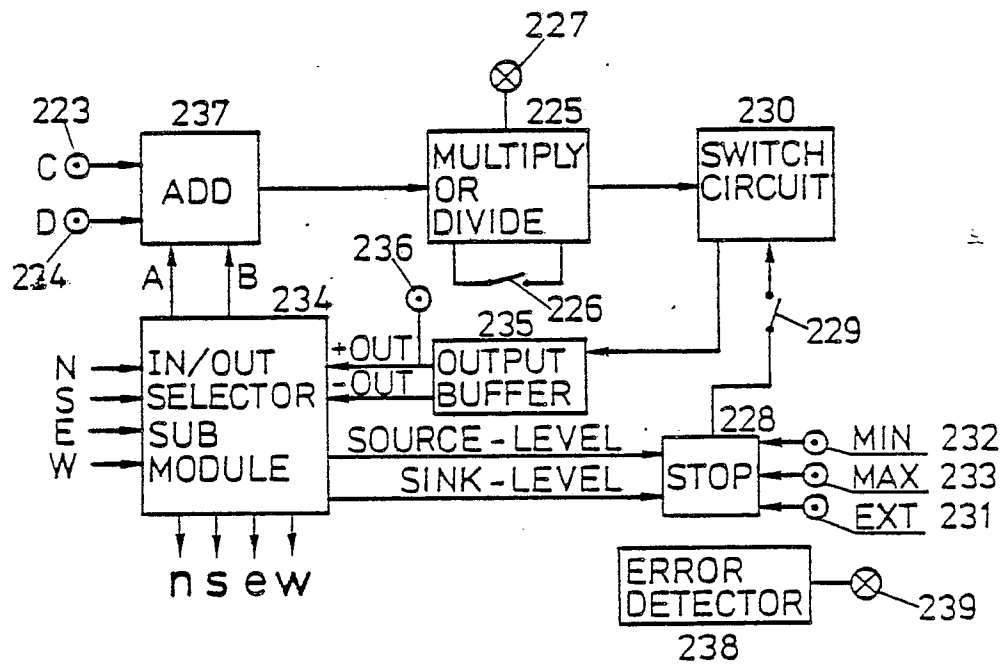 227
223
237
225
230
C
ADD
MULTIPLY
OR
DIVIDE
SWITCH
CIRCUIT
D
224
A
B
236
234
226
235
229
N
S
E
W
IN/OUT
SELECTOR
SUB
MODULE
+OUT
-OUT
OUTPUT
BUFFER
228
SOURCE-LEVEL
SINK-LEVEL
STOP
MIN 232
MAX 233
EXT 231
n s e w
ERROR
DETECTOR
239
238